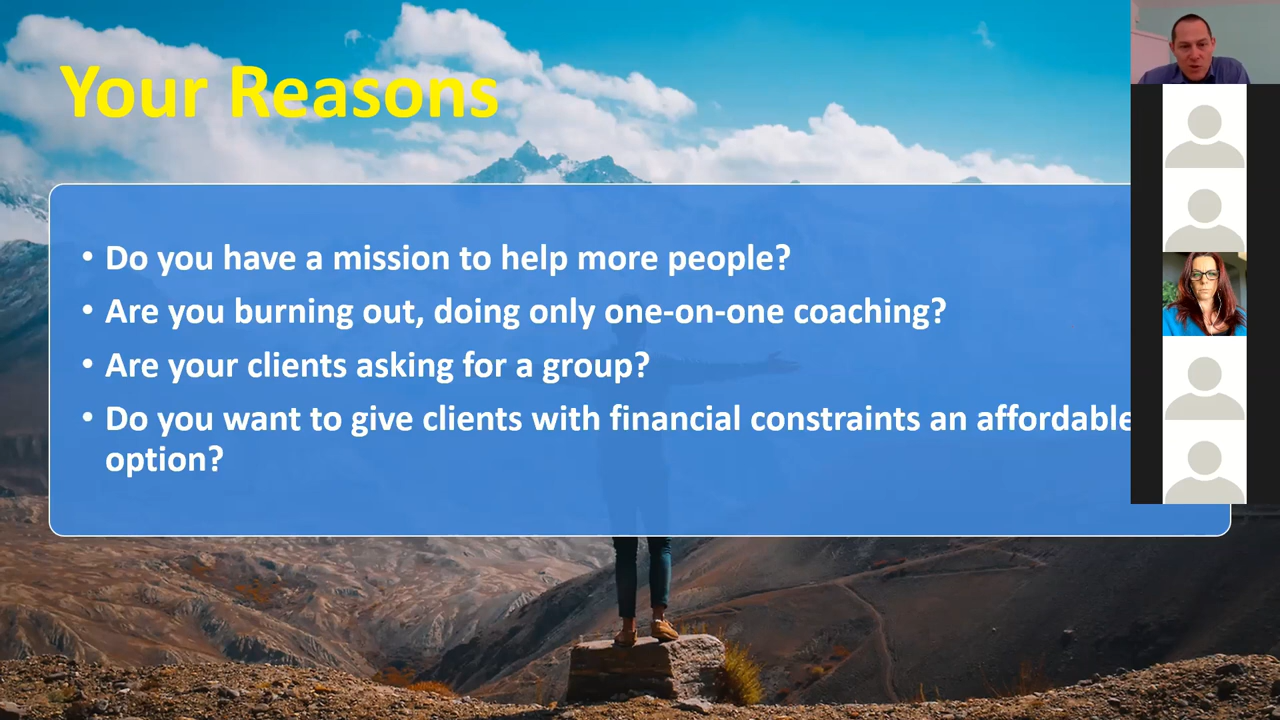 Your Reasons
• Do you have a mission to help more people?
• Are you burning out, doing only one-on-one coaching?
• Are your clients asking for a group?
• Do you want to give clients with financial constraints an affordable
option?